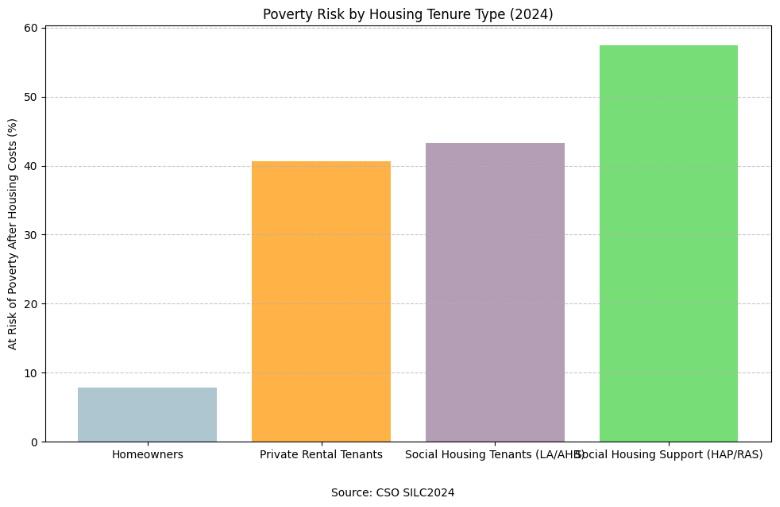 Poverty Risk by Housing Tenure Type (2024)
At Risk of Poverty After Housing Costs (%)
60
50
40
30
20
10
0
Homeowners
Private Rental Tenants
Social Housing Tenants (LA/AHB)
Social Housing Support (HAP/RAS)
Source: CSO SILC2024